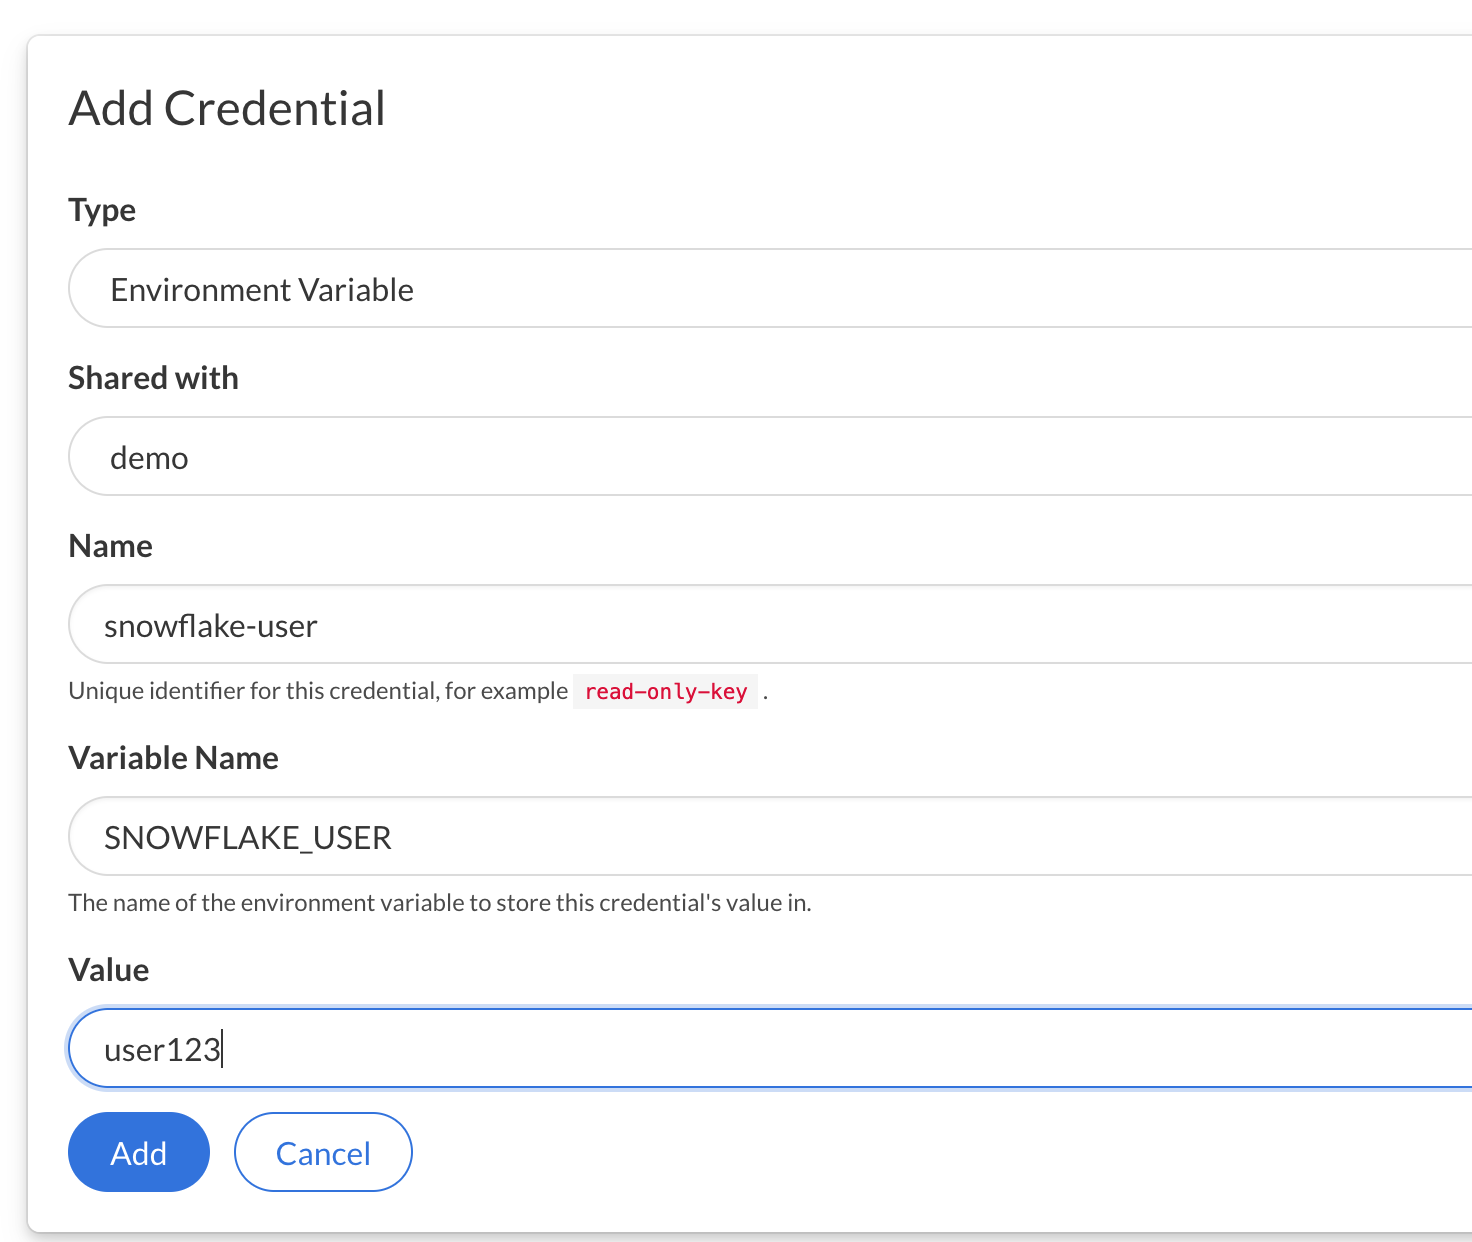 Add Credential
Type
Environment Variable
Shared with
demo
Name
snowflake-user
Unique identifier for this credential, for example read-only-key .
Variable Name
SNOWFLAKE_USER
The name of the environment variable to store this credential's value in.
Value
user123
Add Cancel